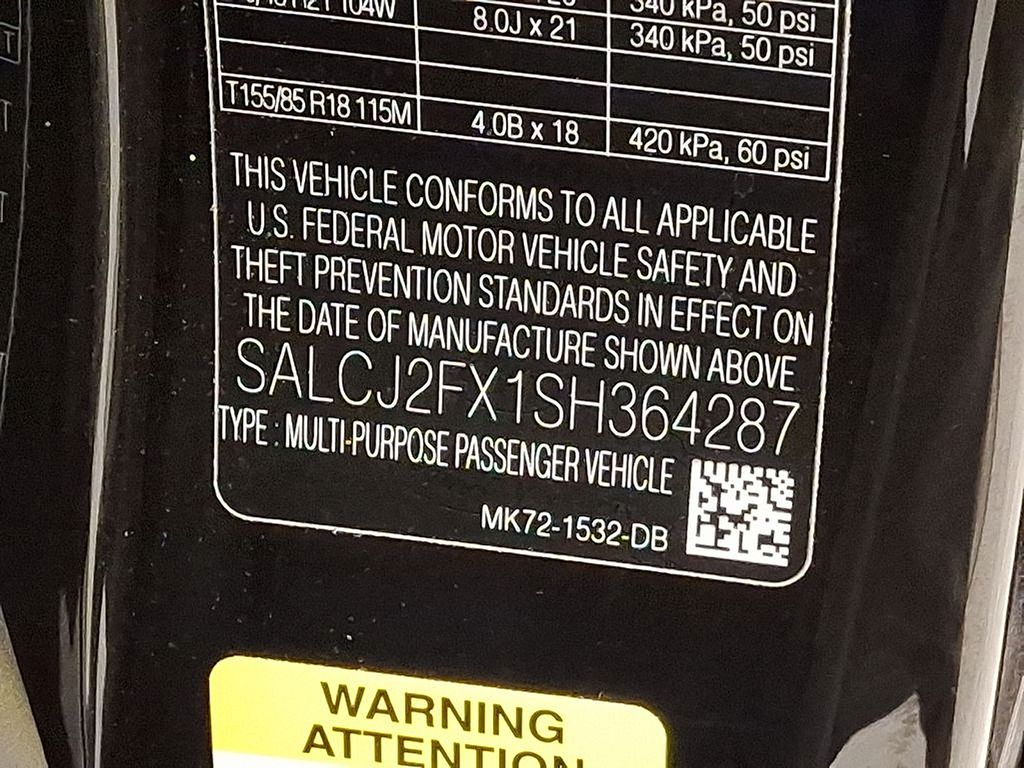 104W
8.0J x 21
340 kPa, 50 psi
340 kPa, 50 psi
T155/85 R18 115M
4.0B x 18
420 kPa, 60 psi
THIS VEHICLE CONFORMS TO ALL APPLICABLE
U.S. FEDERAL MOTOR VEHICLE SAFETY AND
THEFT PREVENTION STANDARDS IN EFFECT ON
THE DATE OF MANUFACTURE SHOWN ABOVE
SALCJ2FX1SH364287
TYPE : MULTI-PURPOSE PASSENGER VEHICLE
MK72-1532-DB
WARNING
ATTENTION